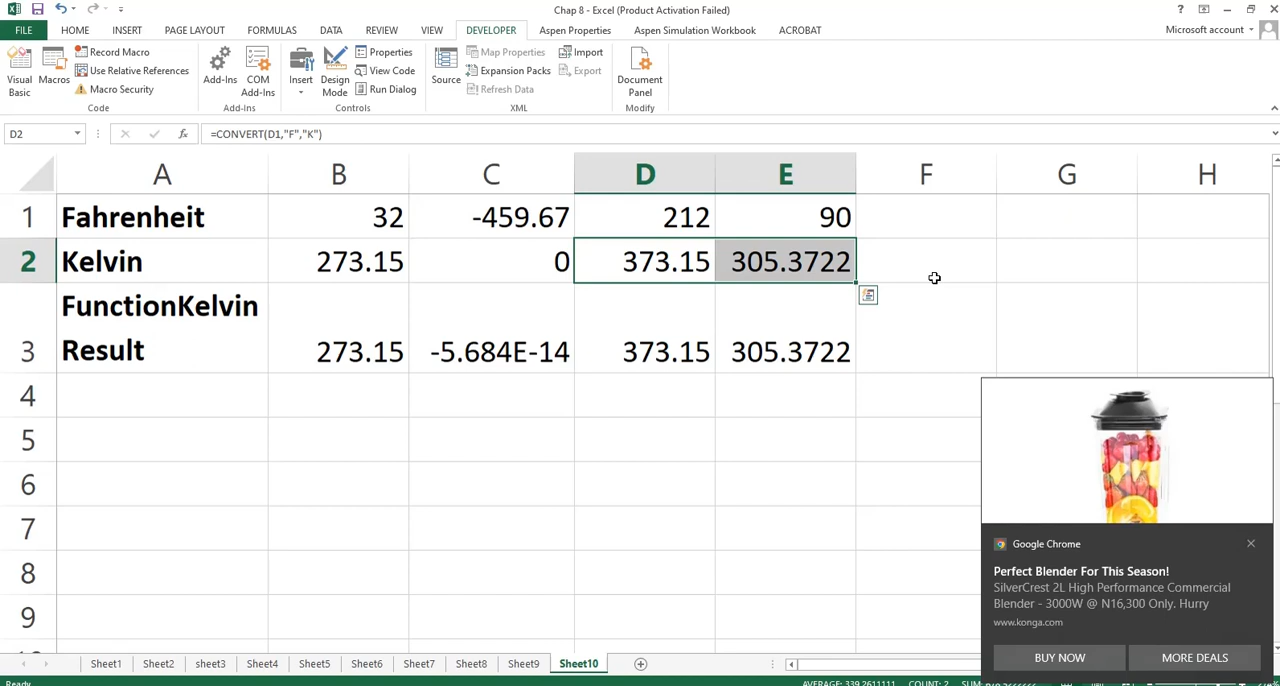 Chap 8 - Excel (Product Activation Failed)
FILE HOME INSERT PAGE LAYOUT FORMULAS DATA REVIEW VIEW DEVELOPER Aspen Properties Aspen Simulation Workbook ACROBAT Microsoft account
Visual Basic
Macros
Record Macro
Use Relative References
Macro Security
Code
Add-Ins
COM Add-Ins
Add-Ins
Insert
Design Mode
Properties
View Code
Run Dialog
Controls
Source
Map Properties
Expansion Packs
Refresh Data
Import
Export
XML
Document Panel
Modify
D2 fx =CONVERT(D1,"F","K")
A B C D E F G H
1 Fahrenheit 32 -459.67 212 90
2 Kelvin 273.15 0 373.15 305.3722
FunctionKelvin
3 Result 273.15 -5.684E-14 373.15 305.3722
4
5
6
7
8
9
Google Chrome
Perfect Blender For This Season!
SilverCrest 2L High Performance Commercial
Blender - 3000W @ N16,300 Only. Hurry
www.konga.com
BUY NOW MORE DEALS
Sheet1 Sheet2 sheet3 Sheet4 Sheet5 Sheet6 Sheet7 Sheet8 Sheet9 Sheet10
Ready AVERAGE: 339.2611111 COUNT: 2